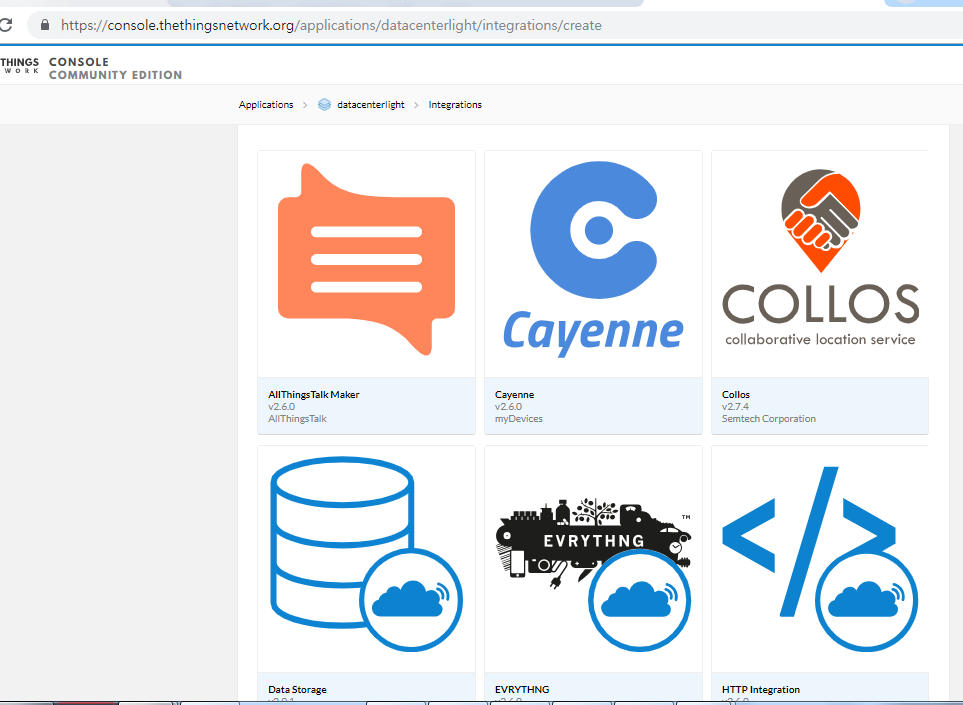 https://console.thethingsnetwork.org/applications/datacenterlight/integrations/create
THINGS CONSOLE
WORK COMMUNITY EDITION
Applications datacenterlight Integrations
Cayenne
COLLOS
collaborative location service
AllThingsTalk Maker
v2.6.0
AllThingsTalk
Cayenne
v2.6.0
myDevices
Collos
v2.7.4
Semtech Corporation
EVRYTHNG
TM
Data Storage
EVRYTHNG
HTTP Integration